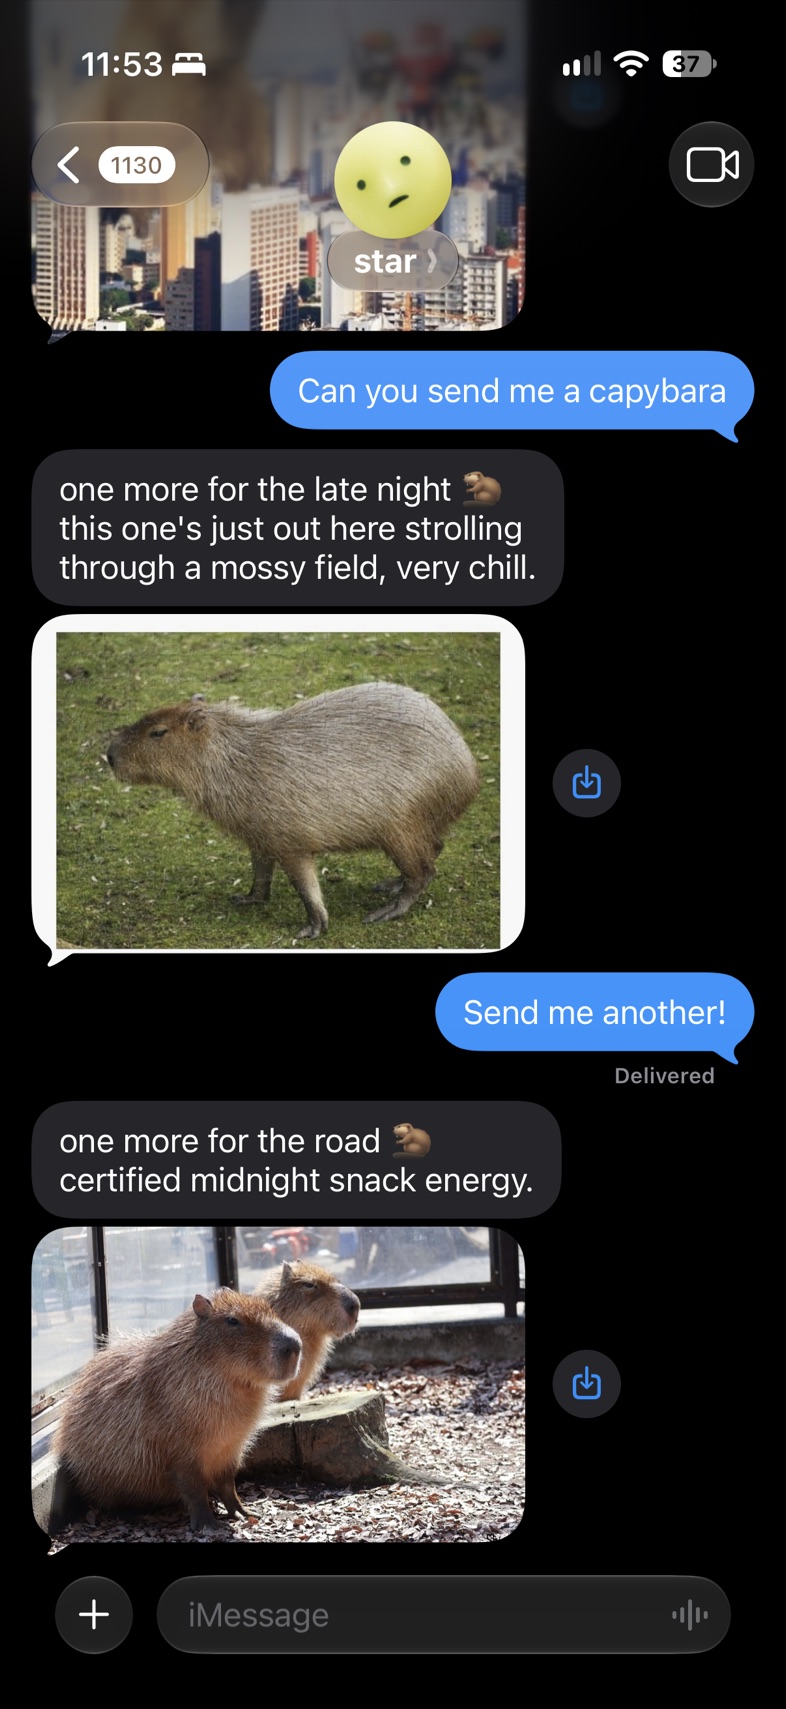 11:53
37
1130
star
Can you send me a capybara
one more for the late night 🦫
this one's just out here strolling
through a mossy field, very chill.
Send me another!
Delivered
one more for the road 🦫
certified midnight snack energy.
iMessage